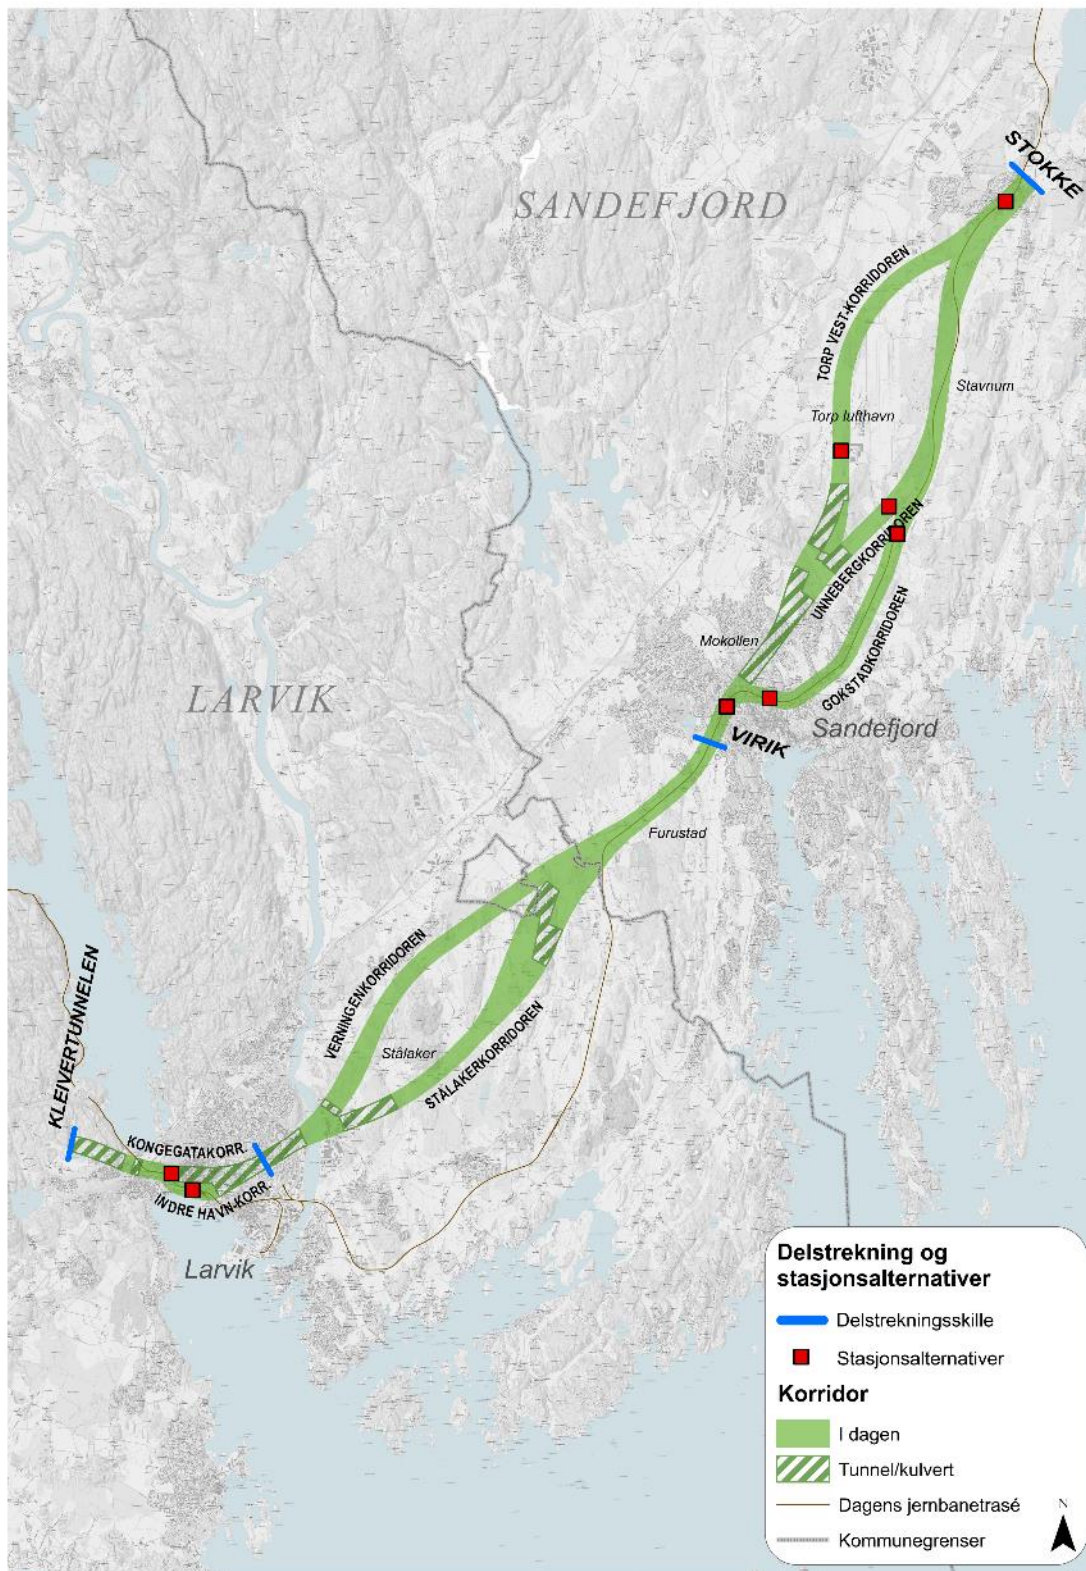 STOKKE
SANDEFJORD
TORP VEST-KORRIDOREN
Stavnum
Torp lufthavn
UNNEBERGKORRIDOREN
Mokollen
GOKSTADKORRIDOREN
LARVIK
Sandefjord
VIRIK
Furustad
VERNINGENKORRIDOREN
KLEIVERTUNNELEN
Stålaker
STÅLAKERKORRIDOREN
KONGEGATAKORR.
INDRE HAVN-KORR.
Larvik
Delstrekning og
stasjonsalternativer
Delstrekningsskille
Stasjonsalternativer
Korridor
I dagen
Tunnel/kulvert
Dagens jernbanetrasé
N
Kommunegrenser